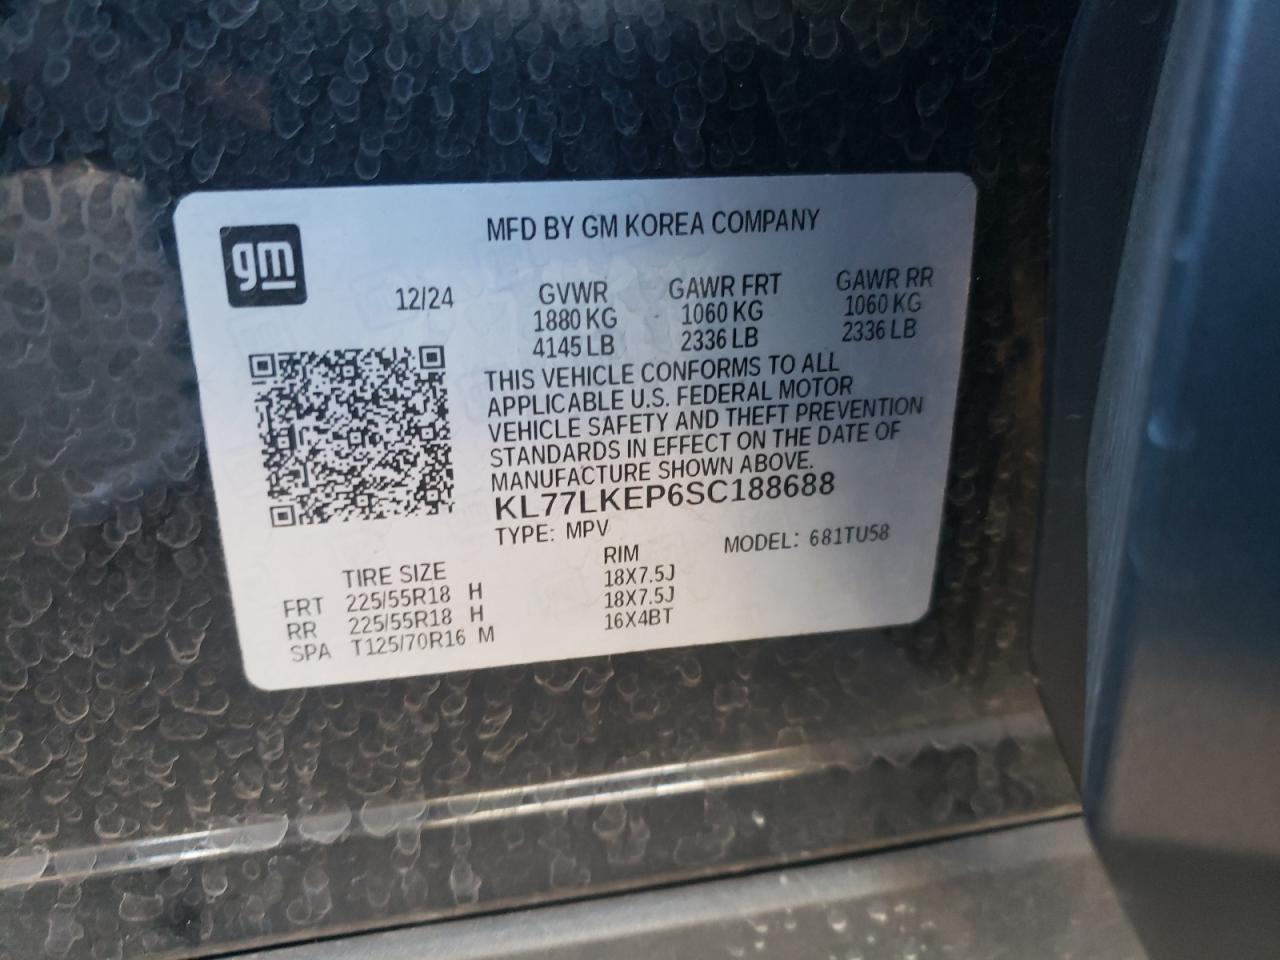 gm
MFD BY GM KOREA COMPANY
12/24 GVWR GAWR FRT GAWR RR
1880 KG 1060 KG 1060 KG
4145 LB 2336 LB 2336 LB
THIS VEHICLE CONFORMS TO ALL
APPLICABLE U.S. FEDERAL MOTOR
VEHICLE SAFETY AND THEFT PREVENTION
STANDARDS IN EFFECT ON THE DATE OF
MANUFACTURE SHOWN ABOVE.
KL77LKEP6SC188688
TYPE: MPV MODEL: 681TU58
TIRE SIZE RIM
FRT 225/55R18 H 18X7.5J
RR 225/55R18 H 18X7.5J
SPA T125/70R16 M 16X4BT